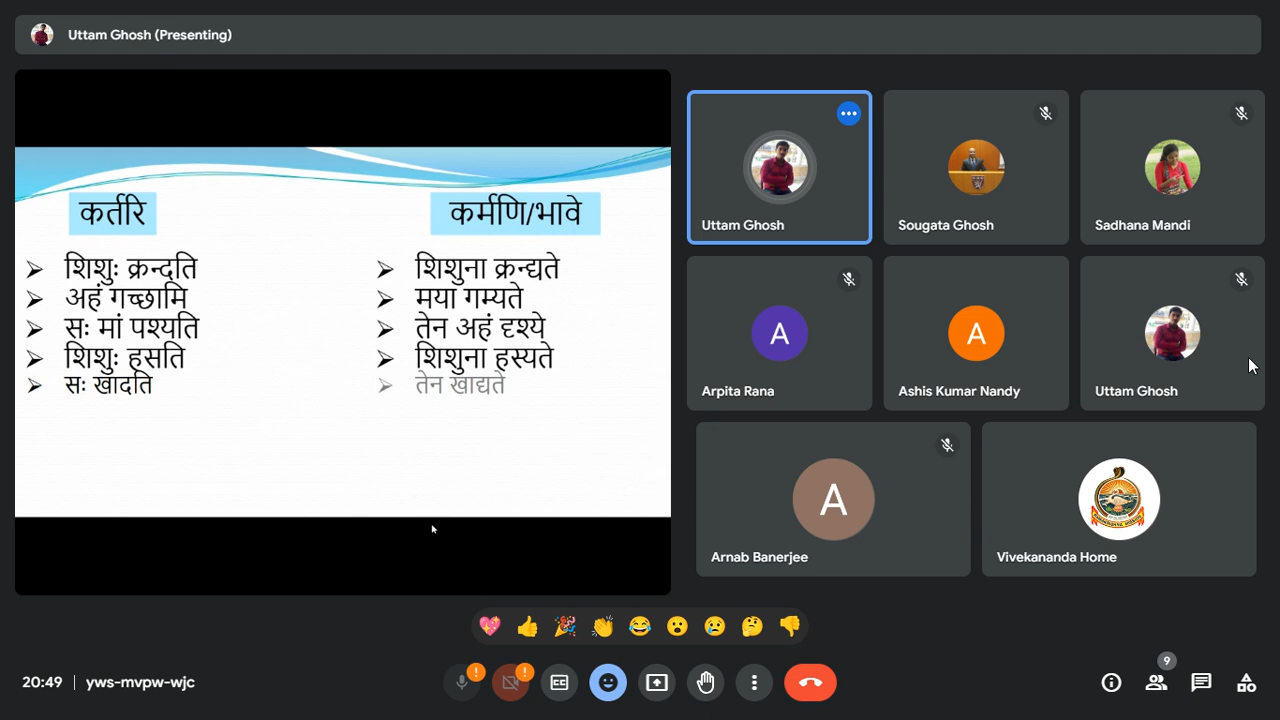 Uttam Ghosh (Presenting)
कर्तरि
कर्मणि/भावे
शिशुः क्रन्दति
शिशुना क्रन्द्यते
अहं गच्छामि
मया गम्यते
सः मां पश्यति
तेन अहं दृश्ये
शिशुः हसति
शिशुना हस्यते
सः खादति
तेन खाद्यते
Uttam Ghosh
Sougata Ghosh
Sadhana Mandi
A
Arpita Rana
A
Ashis Kumar Nandy
Uttam Ghosh
A
Arnab Banerjee
Vivekananda Home
20:49 | yws-mvpw-wjc
CC
9